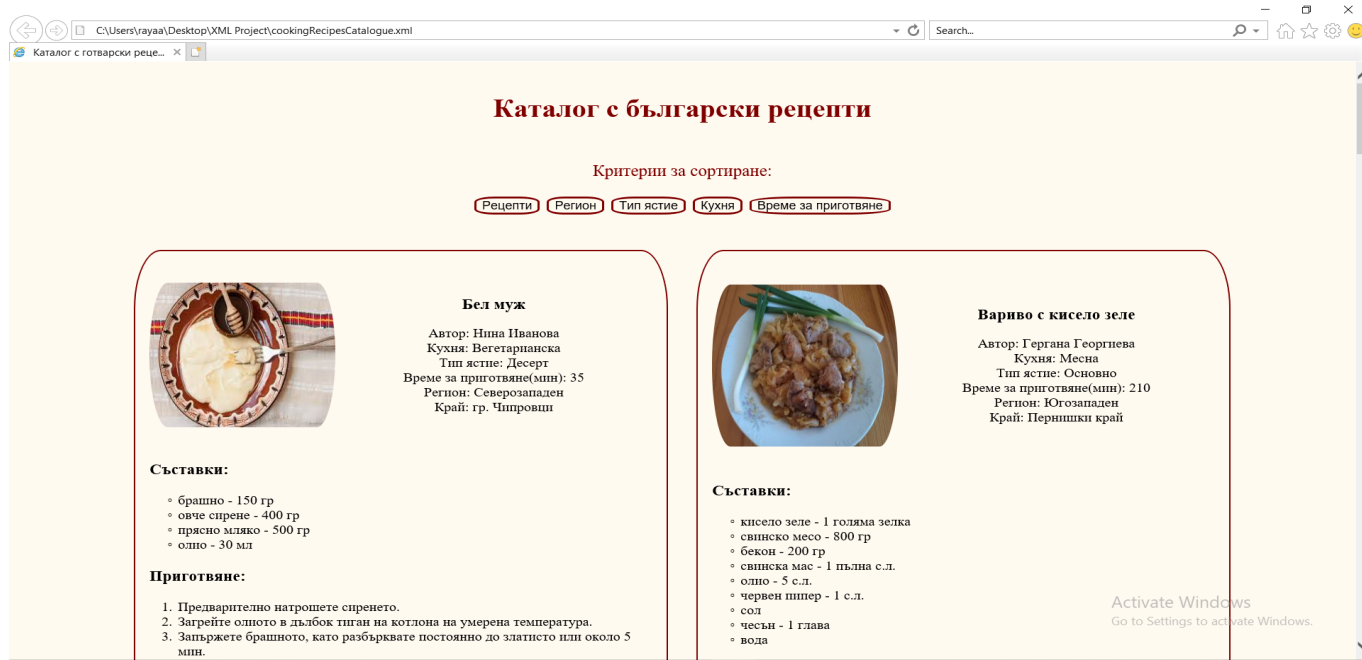 C:\Users\rayaa\Desktop\XML Project\cookingRecipesCatalogue.xml
Search...
Каталог с готварски реце...
Каталог с български рецепти
Критерии за сортиране:
Рецепти Регион Тип ястие Кухня Време за приготвяне
Бел муж
Автор: Нина Иванова
Кухня: Вегетарианска
Тип ястие: Десерт
Време за приготвяне(мин): 35
Регион: Северозападен
Край: гр. Чипровци
Съставки:
брашно - 150 гр
овче сирене - 400 гр
прясно мляко - 500 гр
олио - 30 мл
Приготвяне:
1. Предварително натрошете сиренето.
2. Загрейте олиото в дълбок тиган на котлона на умерена температура.
3. Запържете брашното, като разбърквате постоянно до златисто или около 5
мин.
Вариво с кисело зеле
Автор: Гергана Георгиева
Кухня: Месна
Тип ястие: Основно
Време за приготвяне(мин): 210
Регион: Югозападен
Край: Пернишки край
Съставки:
кисело зеле - 1 голяма зелка
свинско месо - 800 гр
бекон - 200 гр
свинска мас - 1 пълна с.л.
олио - 5 с.л.
червен пипер - 1 с.л.
сол
чесън - 1 глава
вода
Activate Windows
Go to Settings to activate Windows.